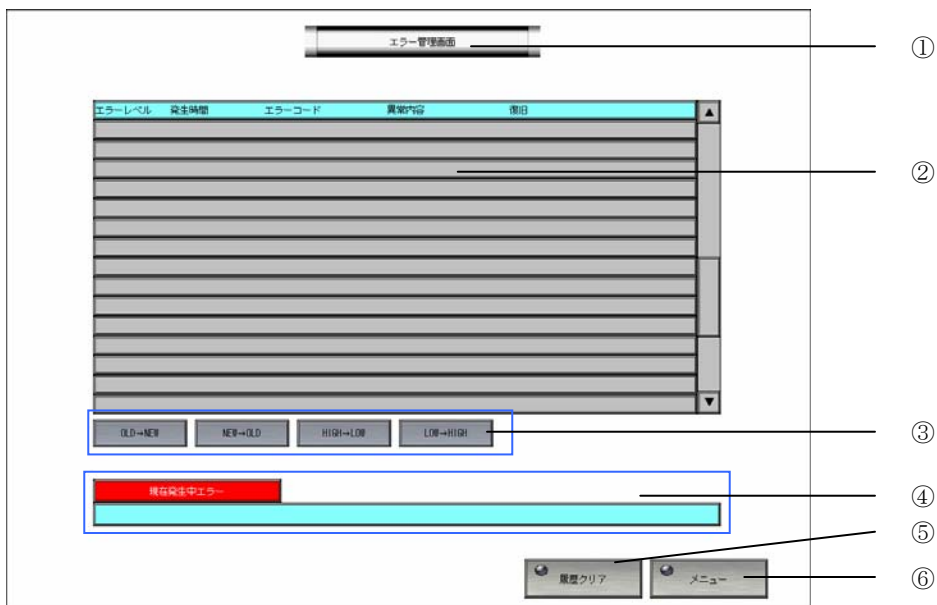 エラー管理画面
①
エラーレベル 発生時間 エラーコード 異常内容 復旧
▲
②
▼
OLD→NEW NEW→OLD HIGH→LOW LOW→HIGH
③
現在発生中エラー
④
⑤
履歴クリア メニュー
⑥